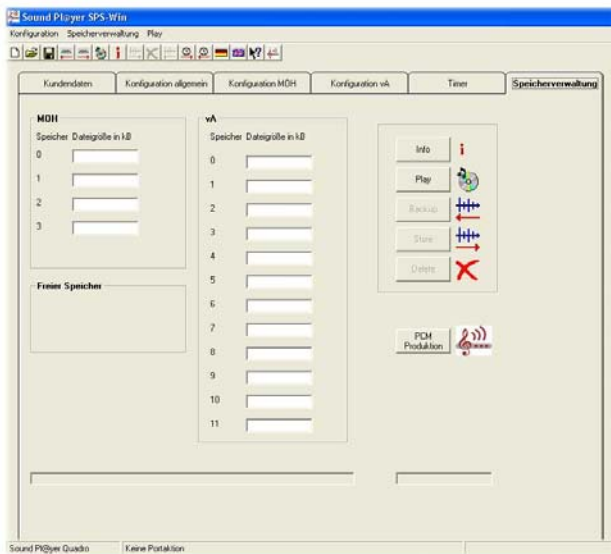 Sound Pl@yer SPS-Win
Konfiguration Speicherverwaltung Play
Kundendaten Konfiguration allgemein Konfiguration MOH Konfiguration vA Timer Speicherverwaltung
MOH
Speicher Dateigröße in kB
0
1
2
3
Freier Speicher
vA
Speicher Dateigröße in kB
0
1
2
3
4
5
6
7
8
9
10
11
Info
Play
Backup
Store
Delete
PCM
Produktion
Sound Pl@yer Quadro Keine Portaktion